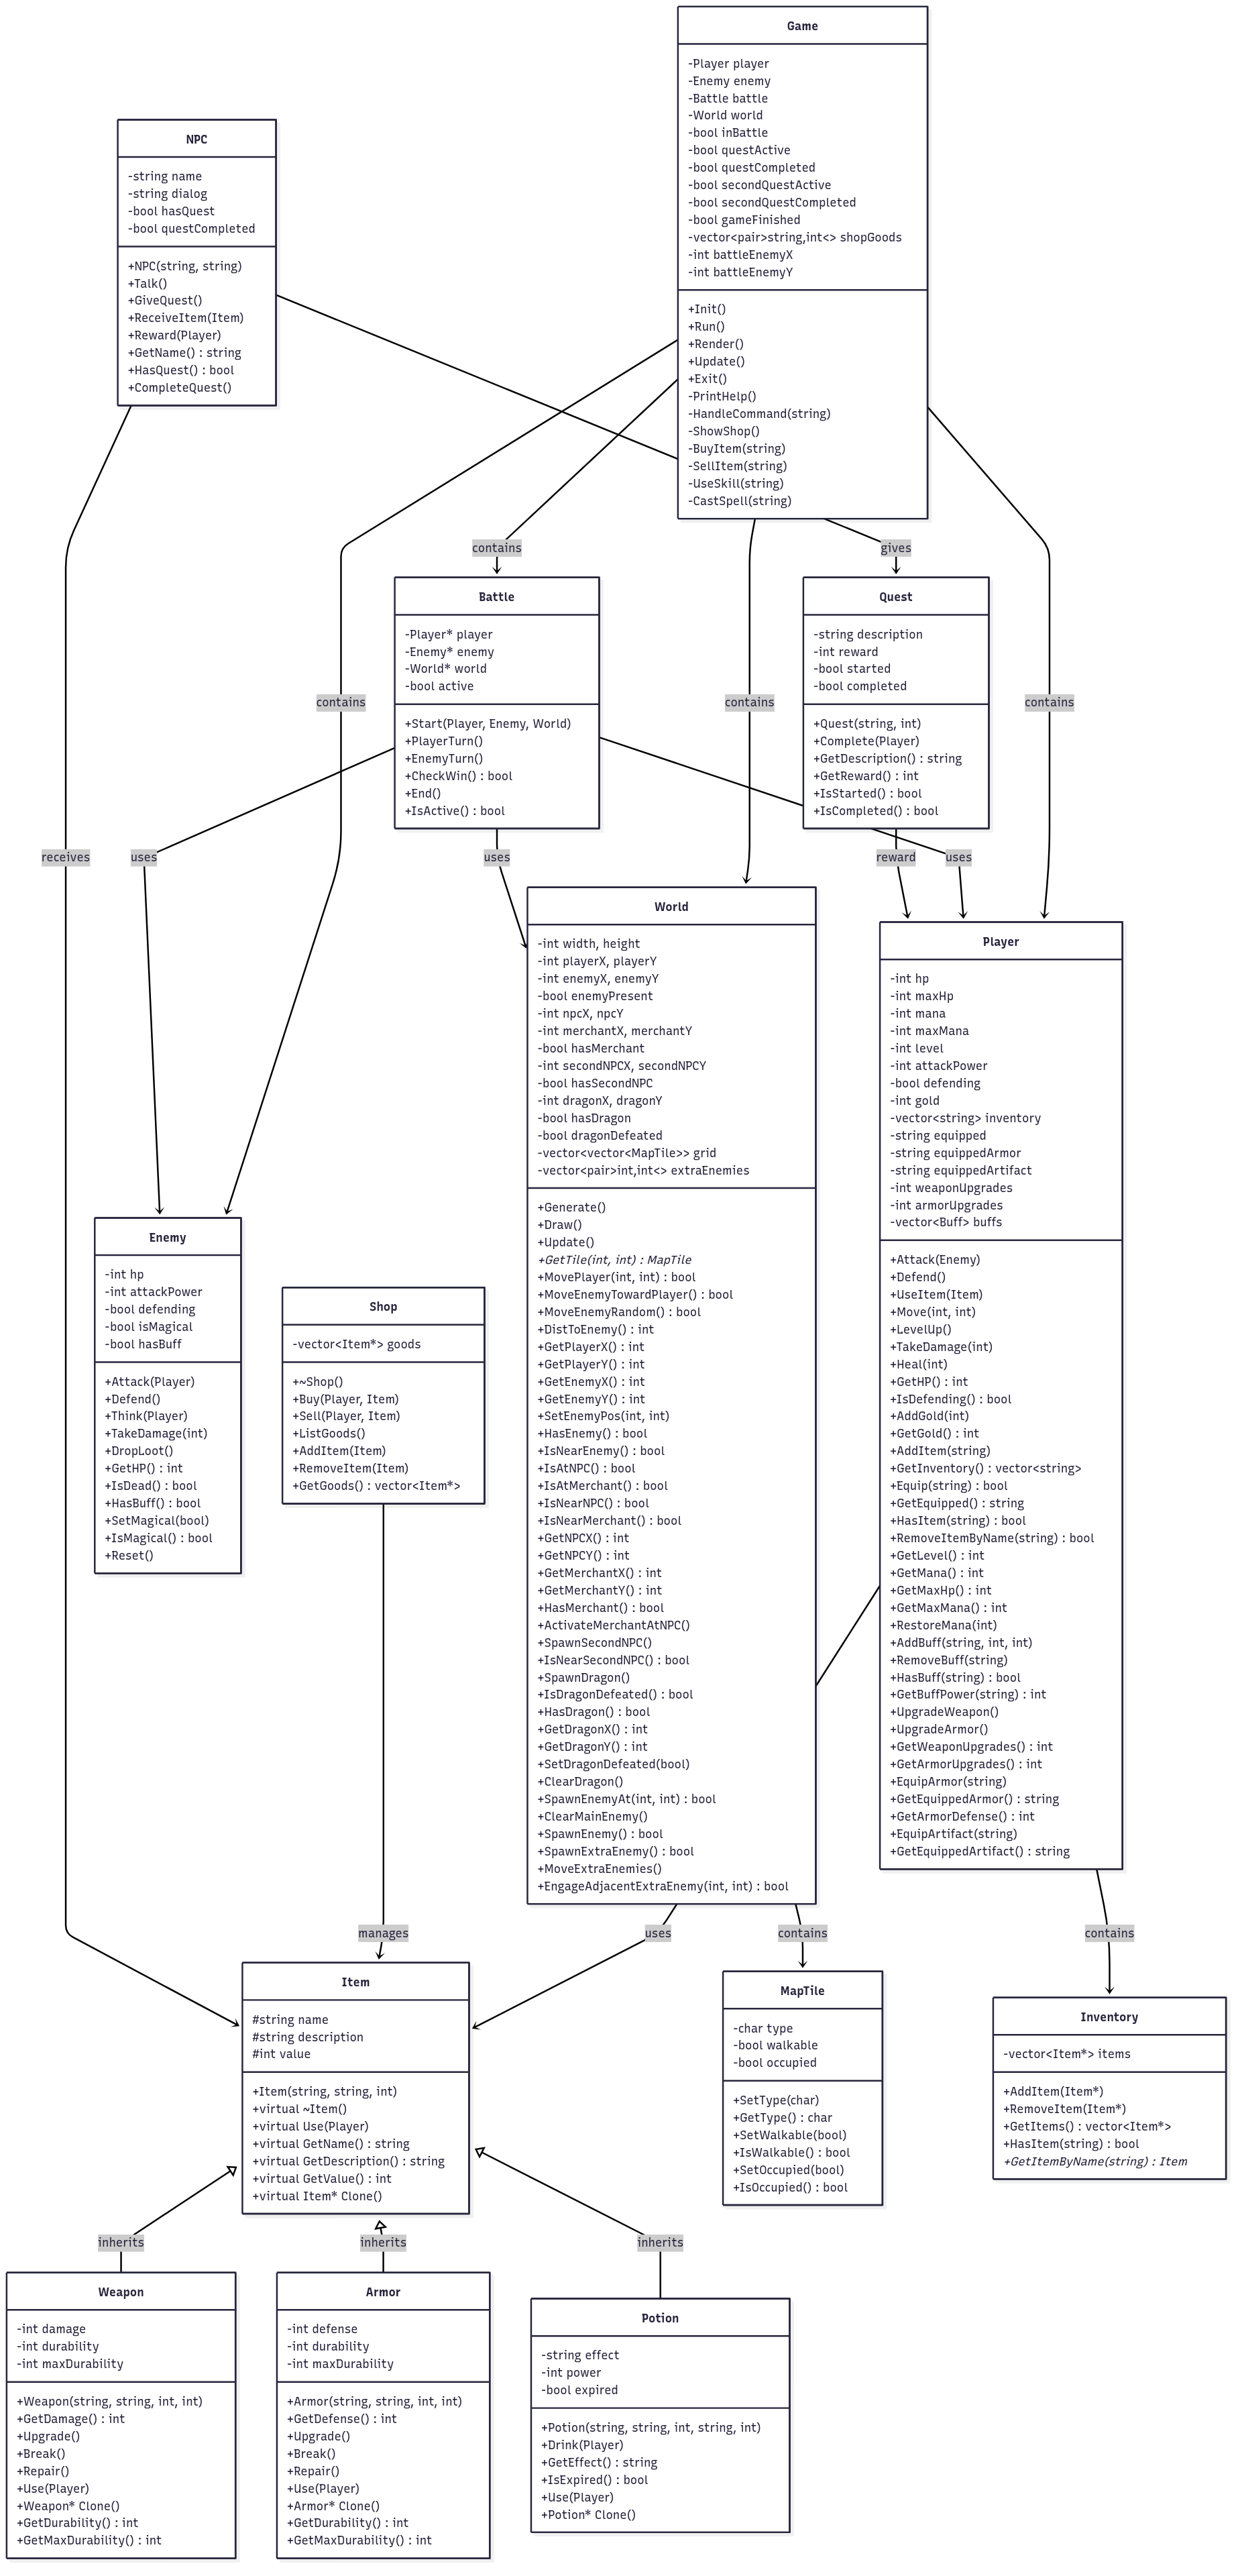 Game
-Player player
-Enemy enemy
-Battle battle
-World world
-bool inBattle
-bool questActive
-bool questCompleted
-bool secondQuestActive
-bool secondQuestCompleted
-bool gameFinished
-vector<pair>string,int<> shopGoods
-int battleEnemyX
-int battleEnemyY
+Init()
+Run()
+Render()
+Update()
+Exit()
-PrintHelp()
-HandleCommand(string)
-ShowShop()
-BuyItem(string)
-SellItem(string)
-UseSkill(string)
-CastSpell(string)
NPC
-string name
-string dialog
-bool hasQuest
-bool questCompleted
+NPC(string, string)
+Talk()
+GiveQuest()
+ReceiveItem(Item)
+Reward(Player)
+GetName() : string
+HasQuest() : bool
+CompleteQuest()
contains
gives
Battle
-Player* player
-Enemy* enemy
-World* world
-bool active
+Start(Player, Enemy, World)
+PlayerTurn()
+EnemyTurn()
+CheckWin() : bool
+End()
+IsActive() : bool
Quest
-string description
-int reward
-bool started
-bool completed
+Quest(string, int)
+Complete(Player)
+GetDescription() : string
+GetReward() : int
+IsStarted() : bool
+IsCompleted() : bool
contains
contains
contains
receives
uses
uses
reward
uses
World
-int width, height
-int playerX, playerY
-int enemyX, enemyY
-bool enemyPresent
-int npcX, npcY
-int merchantX, merchantY
-bool hasMerchant
-int secondNPCX, secondNPCY
-bool hasSecondNPC
-int dragonX, dragonY
-bool hasDragon
-bool dragonDefeated
-vector<vector<MapTile>> grid
-vector<pair>int,int<> extraEnemies
+Generate()
+Draw()
+Update()
+GetTile(int, int) : MapTile
+MovePlayer(int, int) : bool
+MoveEnemyTowardPlayer() : bool
+MoveEnemyRandom() : bool
+DistToEnemy() : int
+GetPlayerX() : int
+GetPlayerY() : int
+GetEnemyX() : int
+GetEnemyY() : int
+SetEnemyPos(int, int)
+HasEnemy() : bool
+IsNearEnemy() : bool
+IsAtNPC() : bool
+IsAtMerchant() : bool
+IsNearNPC() : bool
+IsNearMerchant() : bool
+GetNPCX() : int
+GetNPCY() : int
+GetMerchantX() : int
+GetMerchantY() : int
+HasMerchant() : bool
+ActivateMerchantAtNPC()
+SpawnSecondNPC()
+IsNearSecondNPC() : bool
+SpawnDragon()
+IsDragonDefeated() : bool
+HasDragon() : bool
+GetDragonX() : int
+GetDragonY() : int
+SetDragonDefeated(bool)
+ClearDragon()
+SpawnEnemyAt(int, int) : bool
+ClearMainEnemy()
+SpawnEnemy() : bool
+SpawnExtraEnemy() : bool
+MoveExtraEnemies()
+EngageAdjacentExtraEnemy(int, int) : bool
Player
-int hp
-int maxHp
-int mana
-int maxMana
-int level
-int attackPower
-bool defending
-int gold
-vector<string> inventory
-string equipped
-string equippedArmor
-string equippedArtifact
-int weaponUpgrades
-int armorUpgrades
-vector<Buff> buffs
+Attack(Enemy)
+Defend()
+UseItem(Item)
+Move(int, int)
+LevelUp()
+TakeDamage(int)
+Heal(int)
+GetHP() : int
+IsDefending() : bool
+AddGold(int)
+GetGold() : int
+AddItem(string)
+GetInventory() : vector<string>
+Equip(string) : bool
+GetEquipped() : string
+HasItem(string) : bool
+RemoveItemByName(string) : bool
+GetLevel() : int
+GetMana() : int
+GetMaxHp() : int
+GetMaxMana() : int
+RestoreMana(int)
+AddBuff(string, int, int)
+RemoveBuff(string)
+HasBuff(string) : bool
+GetBuffPower(string) : int
+UpgradeWeapon()
+UpgradeArmor()
+GetWeaponUpgrades() : int
+GetArmorUpgrades() : int
+EquipArmor(string)
+GetEquippedArmor() : string
+GetArmorDefense() : int
+EquipArtifact(string)
+GetEquippedArtifact() : string
Enemy
-int hp
-int attackPower
-bool defending
-bool isMagical
-bool hasBuff
+Attack(Player)
+Defend()
+Think(Player)
+TakeDamage(int)
+DropLoot()
+GetHP() : int
+IsDead() : bool
+HasBuff() : bool
+SetMagical(bool)
+IsMagical() : bool
+Reset()
Shop
-vector<Item*> goods
+~Shop()
+Buy(Player, Item)
+Sell(Player, Item)
+ListGoods()
+AddItem(Item)
+RemoveItem(Item)
+GetGoods() : vector<Item*>
manages
uses
contains
contains
Item
#string name
#string description
#int value
+Item(string, string, int)
+virtual ~Item()
+virtual Use(Player)
+virtual GetName() : string
+virtual GetDescription() : string
+virtual GetValue() : int
+virtual Item* Clone()
MapTile
-char type
-bool walkable
-bool occupied
+SetType(char)
+GetType() : char
+SetWalkable(bool)
+IsWalkable() : bool
+SetOccupied(bool)
+IsOccupied() : bool
Inventory
-vector<Item*> items
+AddItem(Item*)
+RemoveItem(Item*)
+GetItems() : vector<Item*>
+HasItem(string) : bool
+GetItemByName(string) : Item
inherits
inherits
inherits
Weapon
-int damage
-int durability
-int maxDurability
+Weapon(string, string, int, int)
+GetDamage() : int
+Upgrade()
+Break()
+Repair()
+Use(Player)
+Weapon* Clone()
+GetDurability() : int
+GetMaxDurability() : int
Armor
-int defense
-int durability
-int maxDurability
+Armor(string, string, int, int)
+GetDefense() : int
+Upgrade()
+Break()
+Repair()
+Use(Player)
+Armor* Clone()
+GetDurability() : int
+GetMaxDurability() : int
Potion
-string effect
-int power
-bool expired
+Potion(string, string, int, string, int)
+Drink(Player)
+GetEffect() : string
+IsExpired() : bool
+Use(Player)
+Potion* Clone()